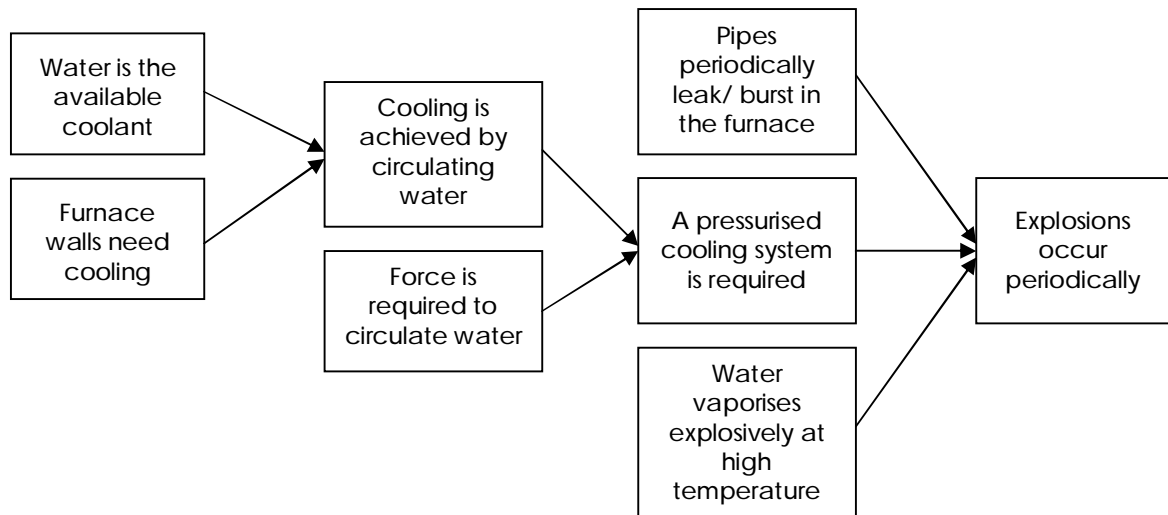 Water is the
available
coolant
Furnace
walls need
cooling
Cooling is
achieved by
circulating
water
Force is
required to
circulate water
Pipes
periodically
leak/ burst in
the furnace
A pressurised
cooling system
is required
Water
vaporises
explosively at
high
temperature
Explosions
occur
periodically